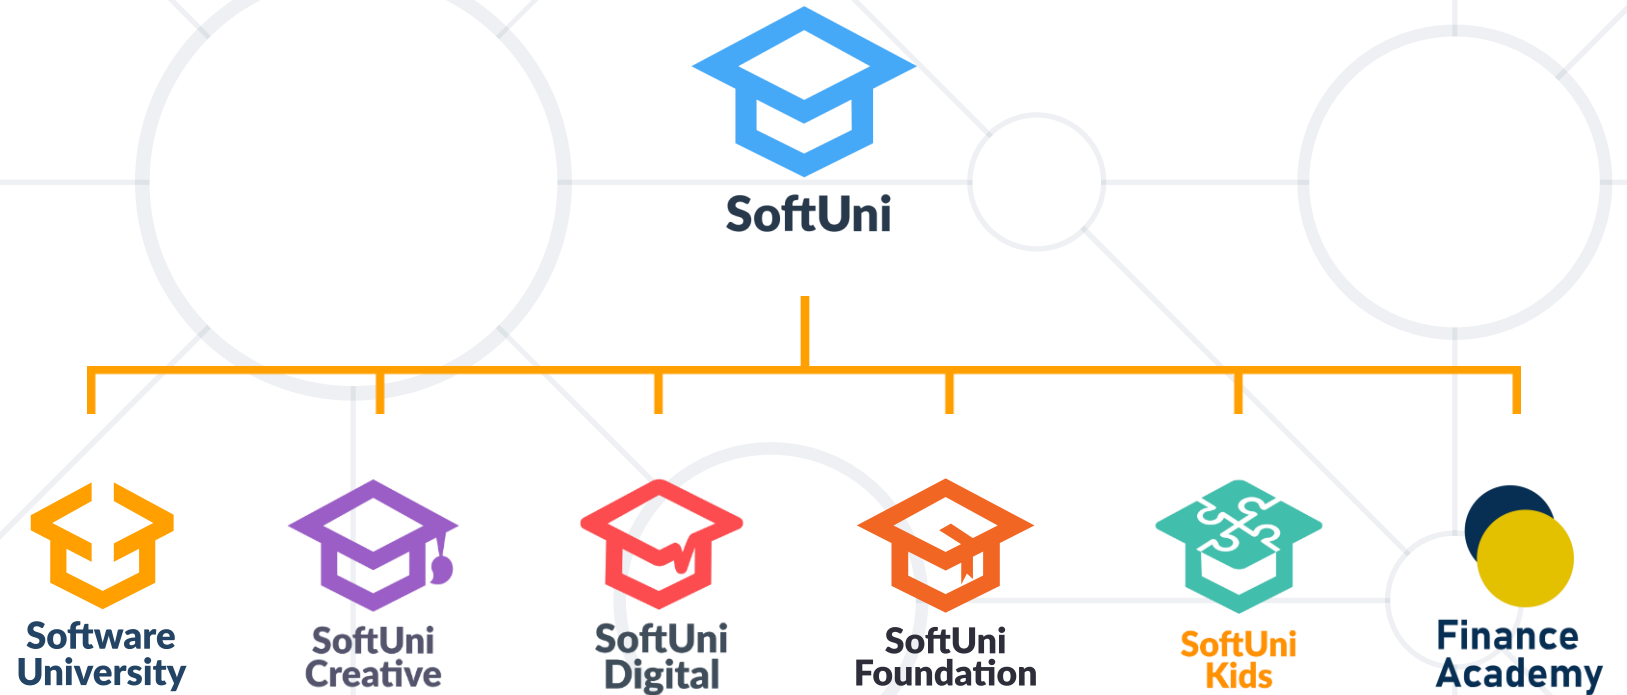 SoftUni
Software
University
SoftUni
Creative
SoftUni
Digital
SoftUni
Foundation
SoftUni
Kids
Finance
Academy